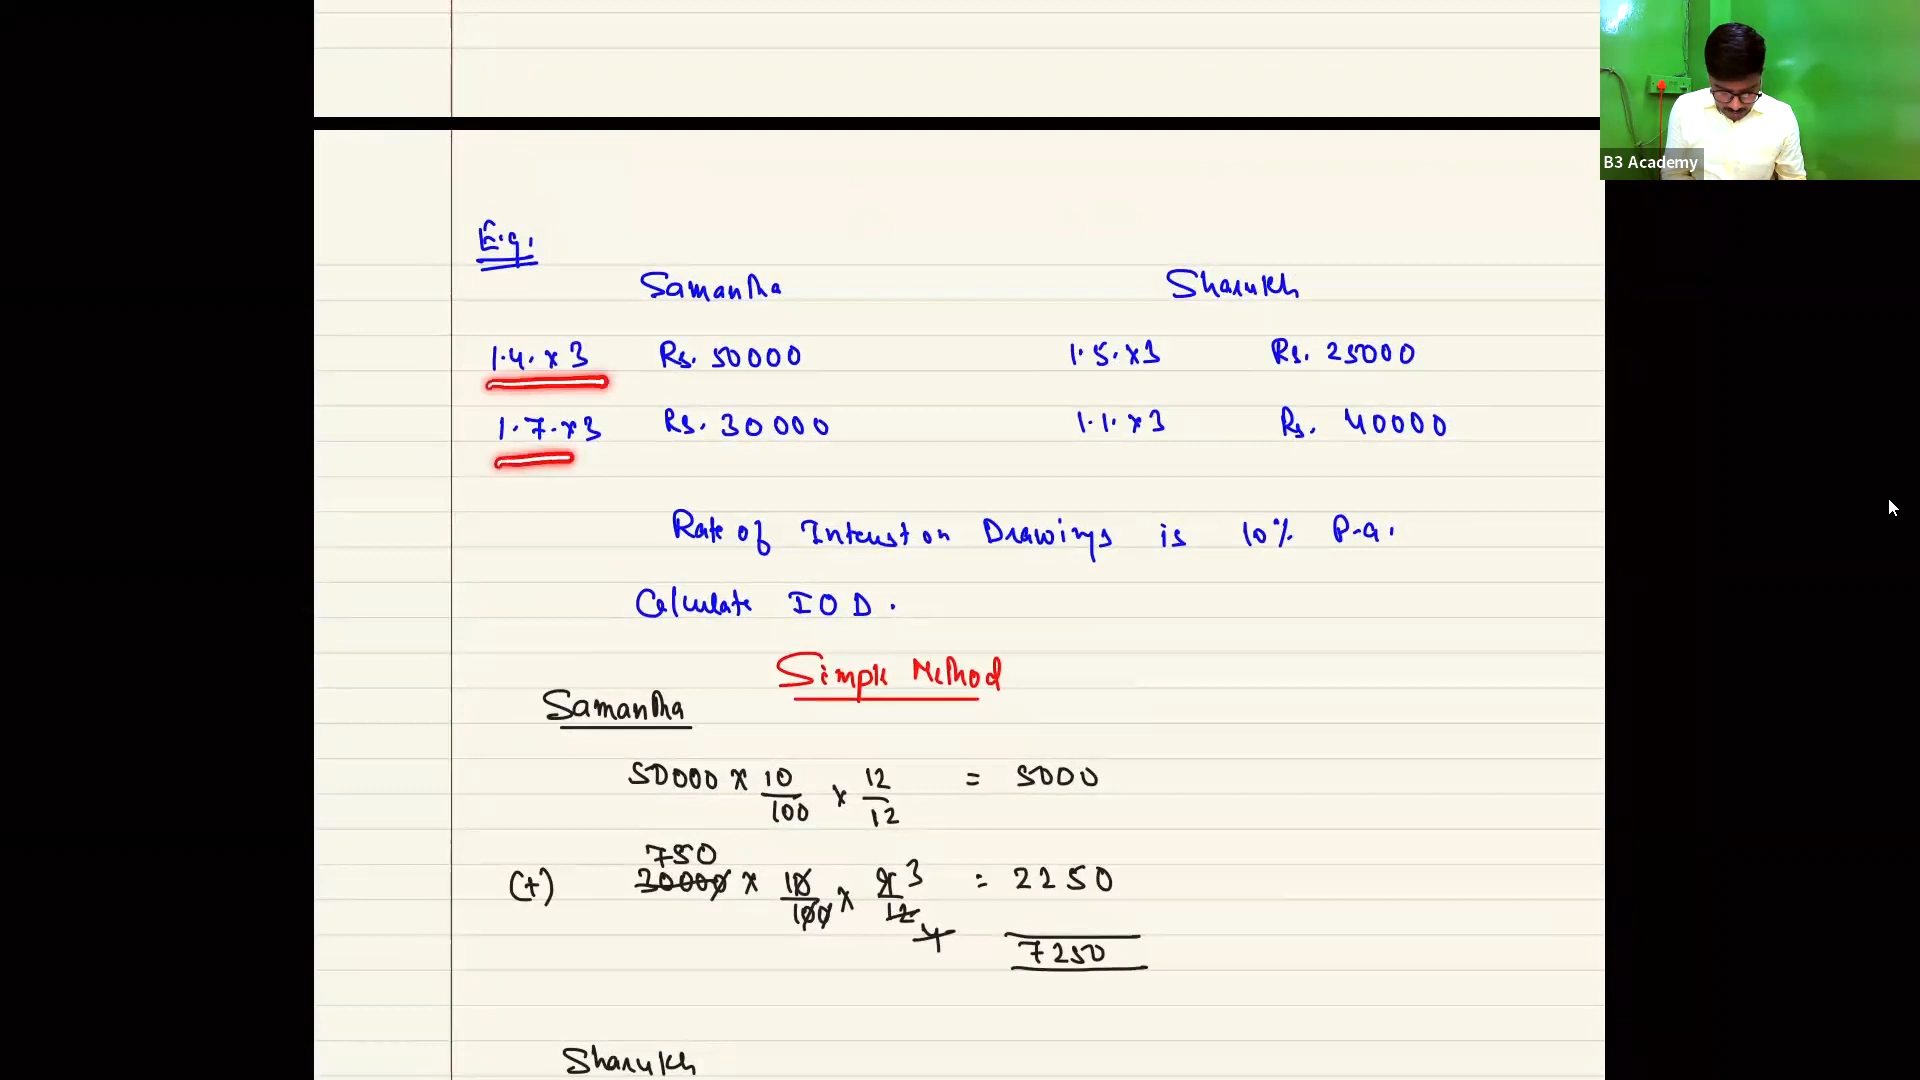 B3 Academy
E.g.
Samantha Sharukh
1.4.x3 Rs. 50000 1.5.x3 Rs. 25000
1.7.x3 Rs. 30000 1.1.x3 Rs. 40000
Rate of Interest on Drawings is 10% P.a.
Calculate IOD.
Simple Method
Samantha
50000 x 10/100 x 12/12 = 5000
750
(+) 30000 x 10/100 x 9/12 3 = 2250
4
7250
Sharukh